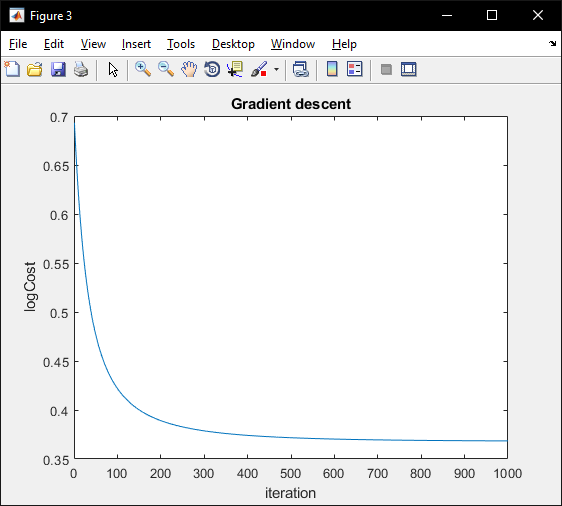 Figure 3
File Edit View Insert Tools Desktop Window Help
Gradient descent
0.7
0.65
0.6
0.55
0.5
0.45
0.4
0.35
logCost
0 100 200 300 400 500 600 700 800 900 1000
iteration